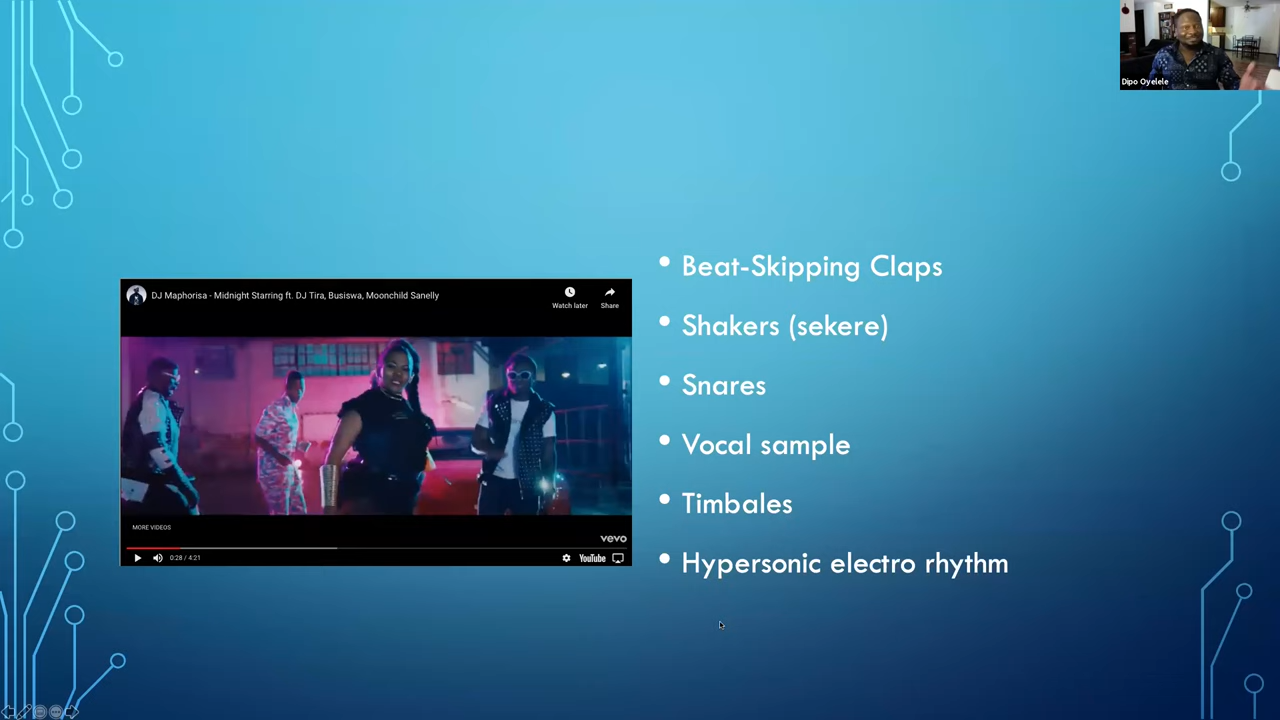 Dipo Oyelele
DJ Maphorisa - Midnight Starring ft. DJ Tira, Busiswa, Moonchild Sanelly
Watch later
Share
MORE VIDEOS
vevo
0:28 / 4:21
YouTube
• Beat-Skipping Claps
• Shakers (sekere)
• Snares
• Vocal sample
• Timbales
• Hypersonic electro rhythm